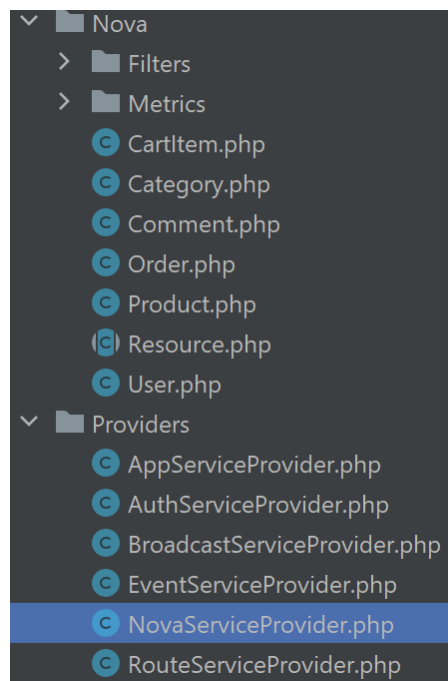 Nova
Filters
Metrics
C CartItem.php
C Category.php
C Comment.php
C Order.php
C Product.php
C Resource.php
C User.php
Providers
C AppServiceProvider.php
C AuthServiceProvider.php
C BroadcastServiceProvider.php
C EventServiceProvider.php
C NovaServiceProvider.php
C RouteServiceProvider.php